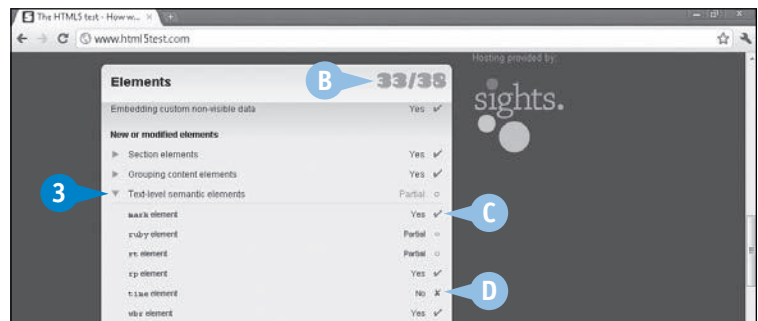 The HTML5 test - How w...
www.html5test.com
Hosting provided by:
Elements B 33/38
sights.
Embedding custom non-visible data Yes ✔
New or modified elements
Section elements Yes ✔
Grouping content elements Yes ✔
3 Text-level semantic elements Partial ○
mark element Yes ✔ C
ruby element Partial ○
rt element Partial ○
rp element Yes ✔
time element No ✘ D
wbr element Yes ✔